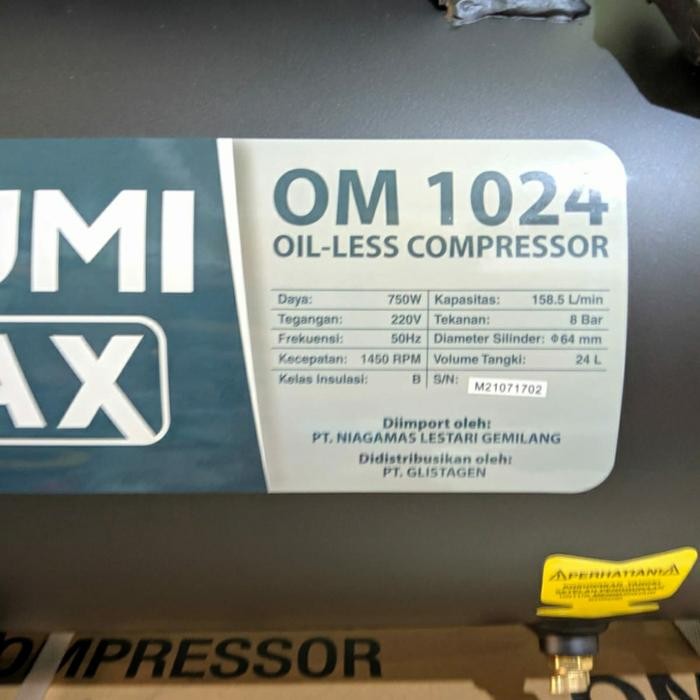 UMI
AX
OM 1024
OIL-LESS COMPRESSOR
Daya: 750W Kapasitas: 158.5 L/min
Tegangan: 220V Tekanan: 8 Bar
Frekuensi: 50Hz Diameter Silinder: Φ64 mm
Kecepatan: 1450 RPM Volume Tangki: 24 L
Kelas Insulasi: B S/N: M21071702
Diimport oleh:
PT. NIAGAMAS LESTARI GEMILANG
Didistribusikan oleh:
PT. GLISTAGEN
⚠PERHATIAN⚠
SETELAH PENGGUNAAN
OMPRESSOR